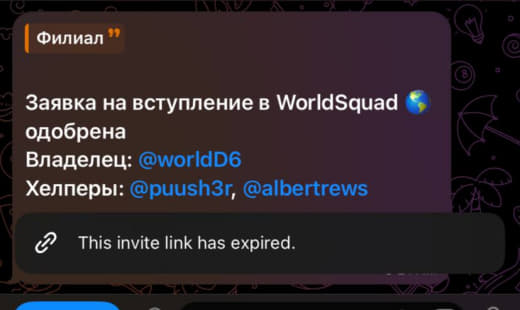 Филиал
Заявка на вступление в WorldSquad 🌎
одобрена
Владелец: @worldD6
Хелперы: @puush3r, @albertrews
This invite link has expired.